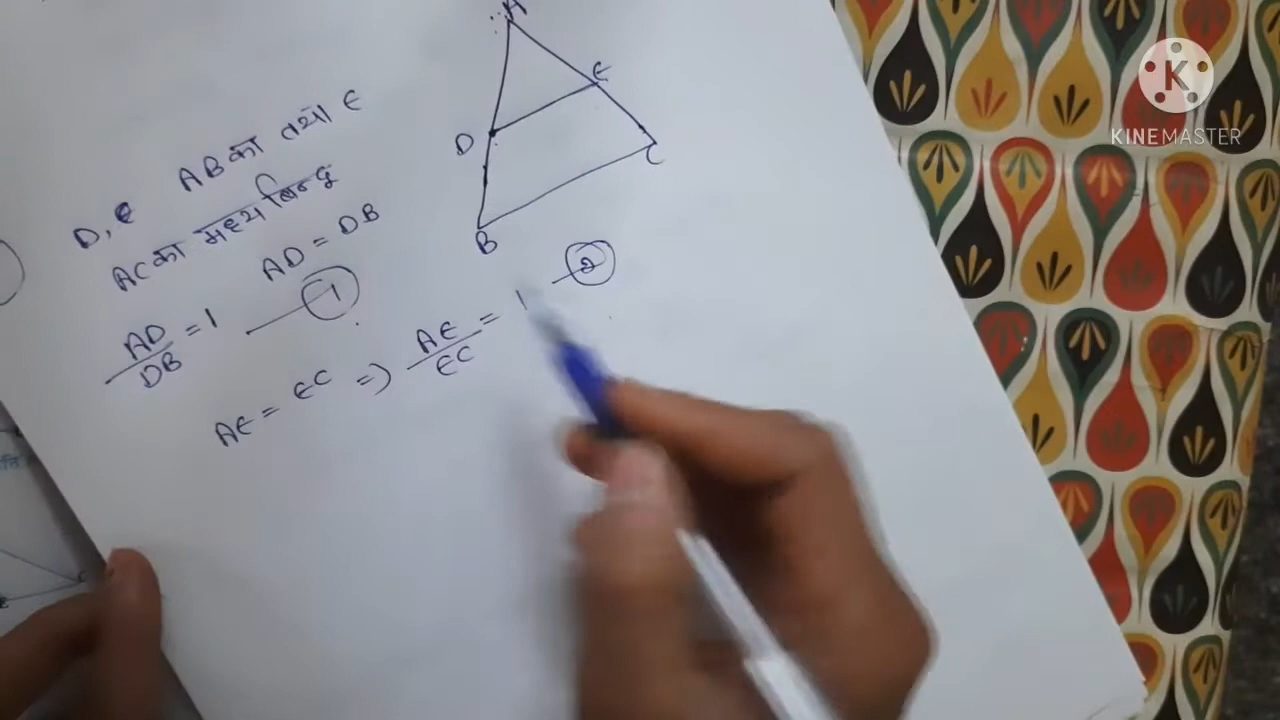 D, E AB का तथा E
AC का मध्य बिन्दु
AD = DB
AD/DB = 1 — 1
AE = EC => AE/EC = 1 — 2
A
E
D
C
B
K
KINEMASTER